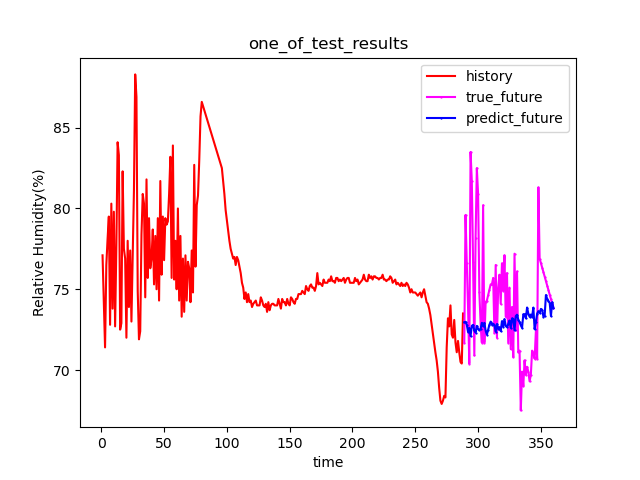 one_of_test_results
history
true_future
predict_future
Relative Humidity(%)
85
80
75
70
0
50
100
150
200
250
300
350
time